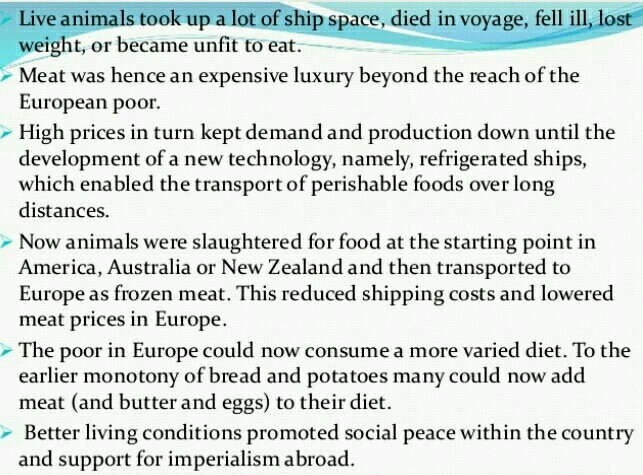 Live animals took up a lot of ship space, died in voyage, fell ill, lost
weight, or became unfit to eat.
Meat was hence an expensive luxury beyond the reach of the
European poor.
High prices in turn kept demand and production down until the
development of a new technology, namely, refrigerated ships,
which enabled the transport of perishable foods over long
distances.
Now animals were slaughtered for food at the starting point in
America, Australia or New Zealand and then transported to
Europe as frozen meat. This reduced shipping costs and lowered
meat prices in Europe.
The poor in Europe could now consume a more varied diet. To the
earlier monotony of bread and potatoes many could now add
meat (and butter and eggs) to their diet.
Better living conditions promoted social peace within the country
and support for imperialism abroad.